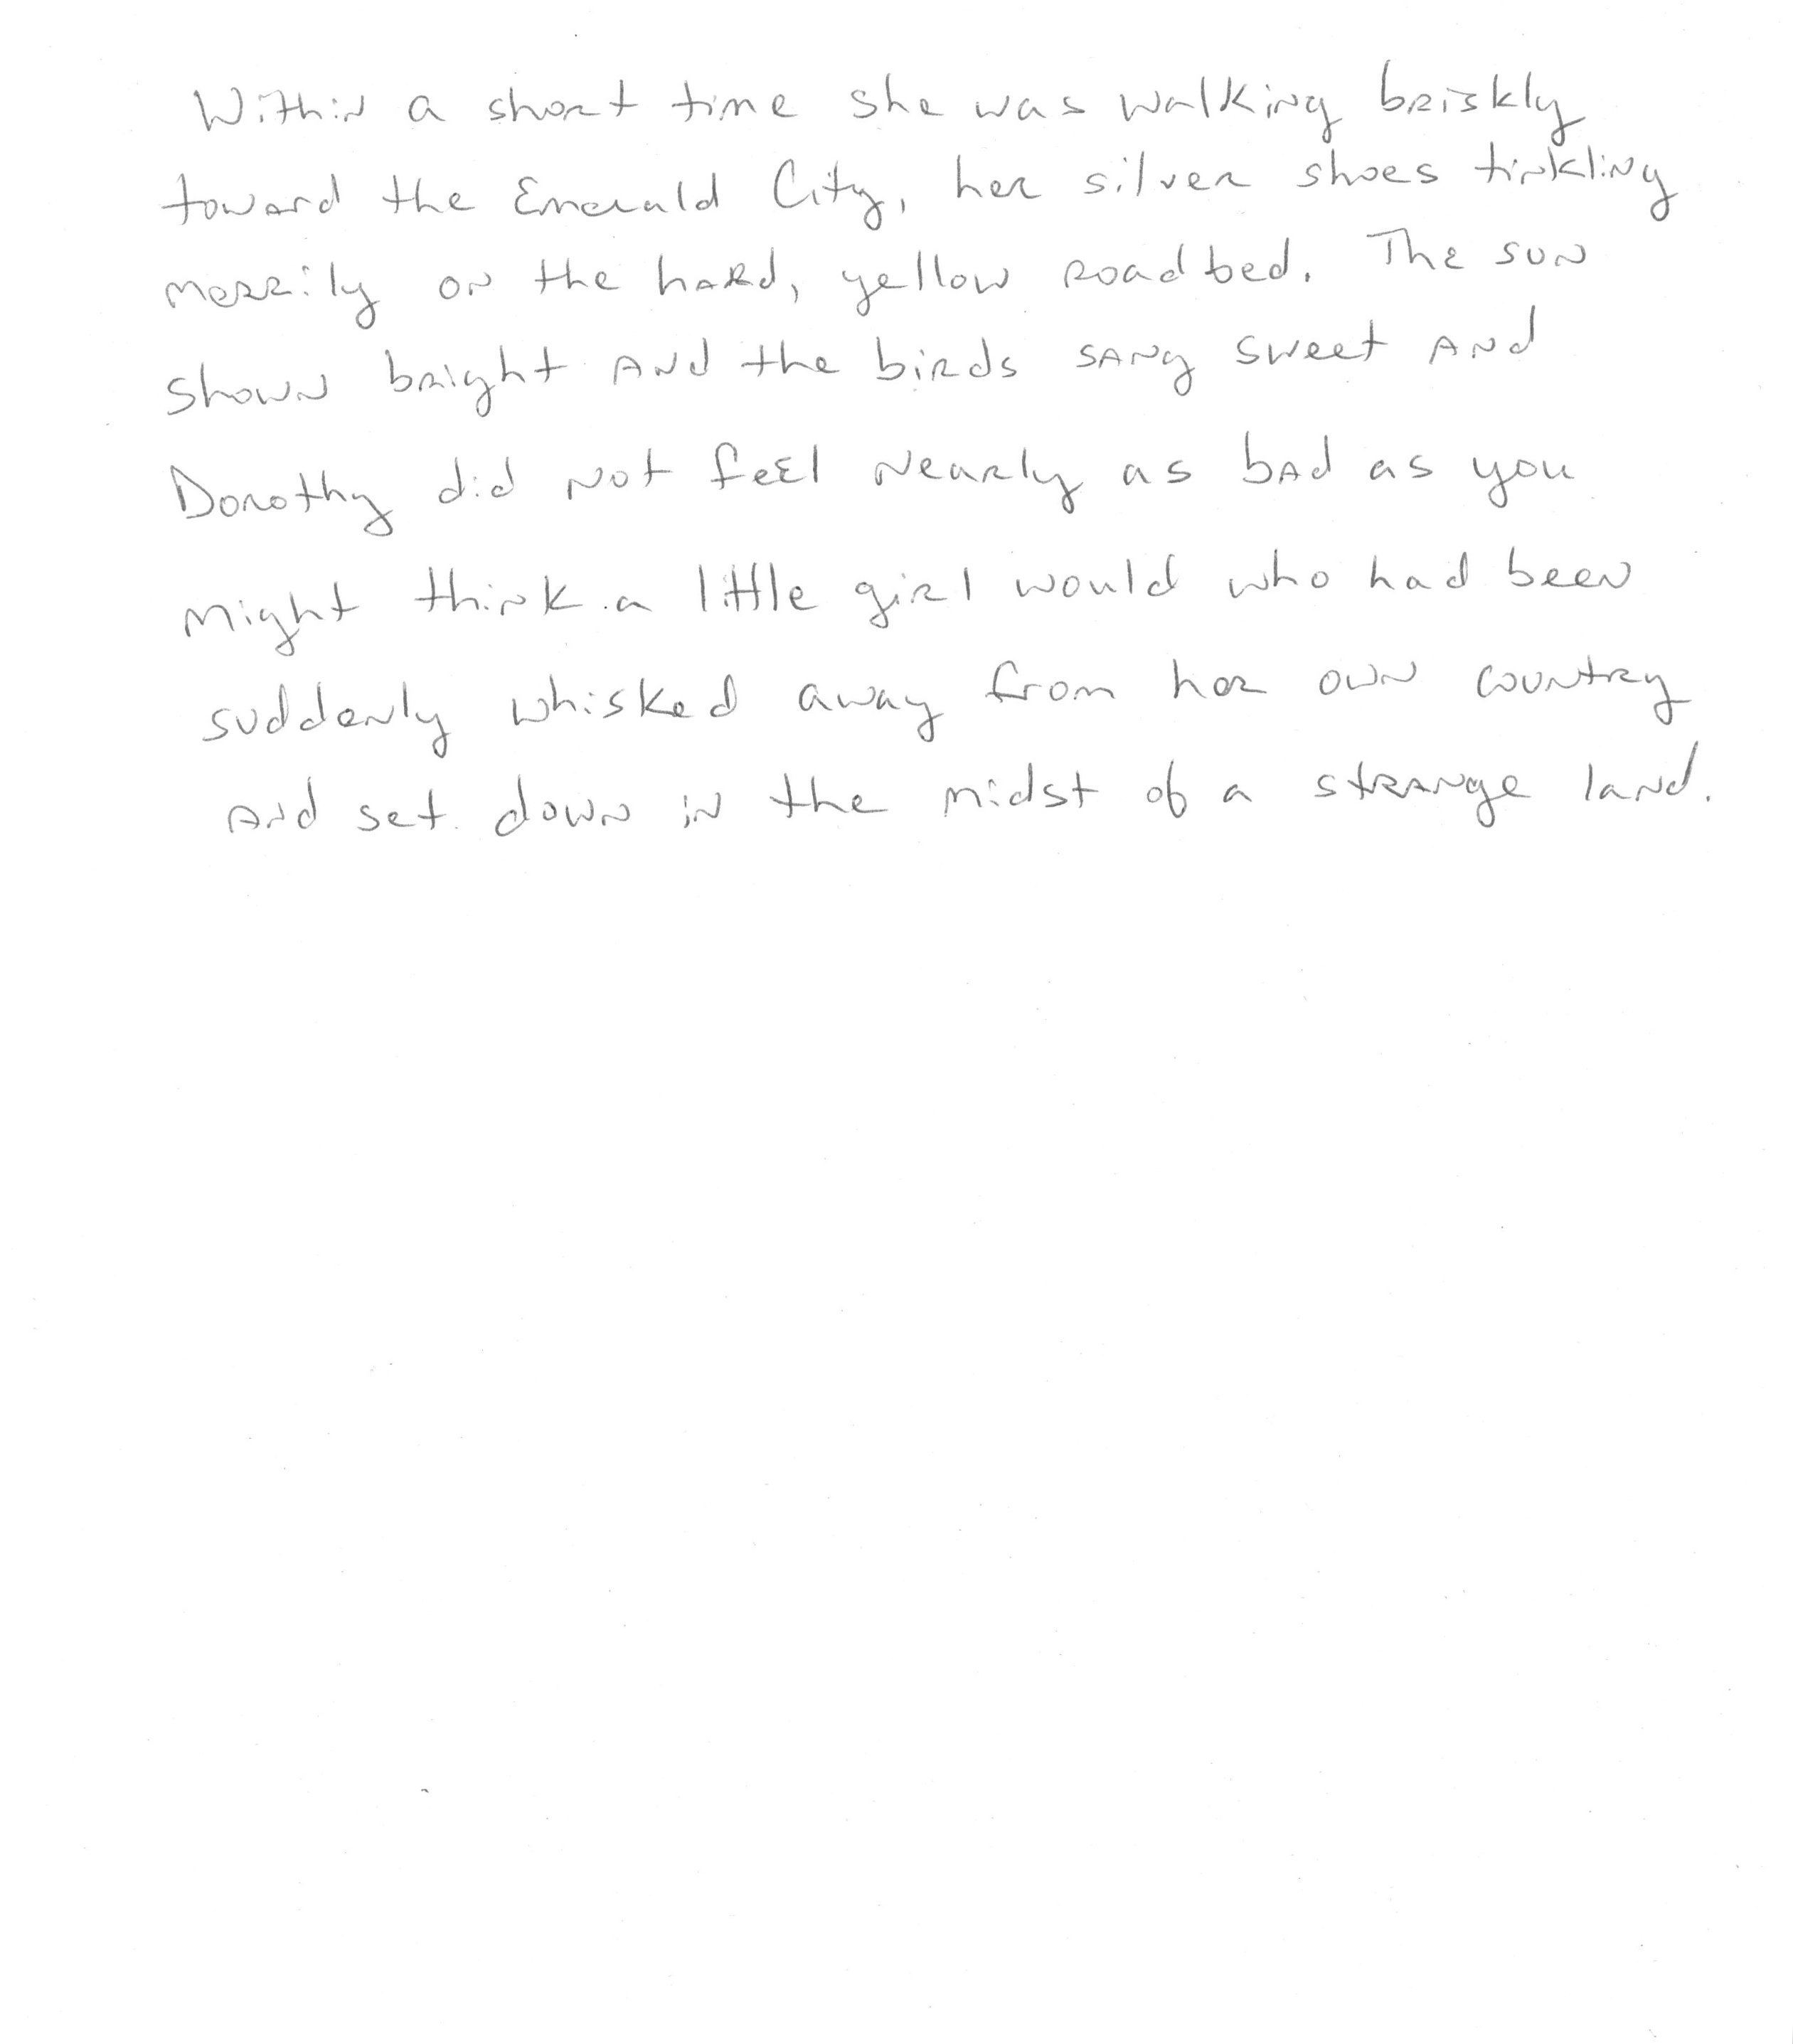 Within a short time she was walking briskly
toward the Emerald City, her silver shoes tinkling
merrily on the hard, yellow roadbed. The sun
shown bright and the birds sang sweet and
Dorothy did not feel nearly as bad as you
might think a little girl would who had been
suddenly whisked away from her own country
and set down in the midst of a strange land.